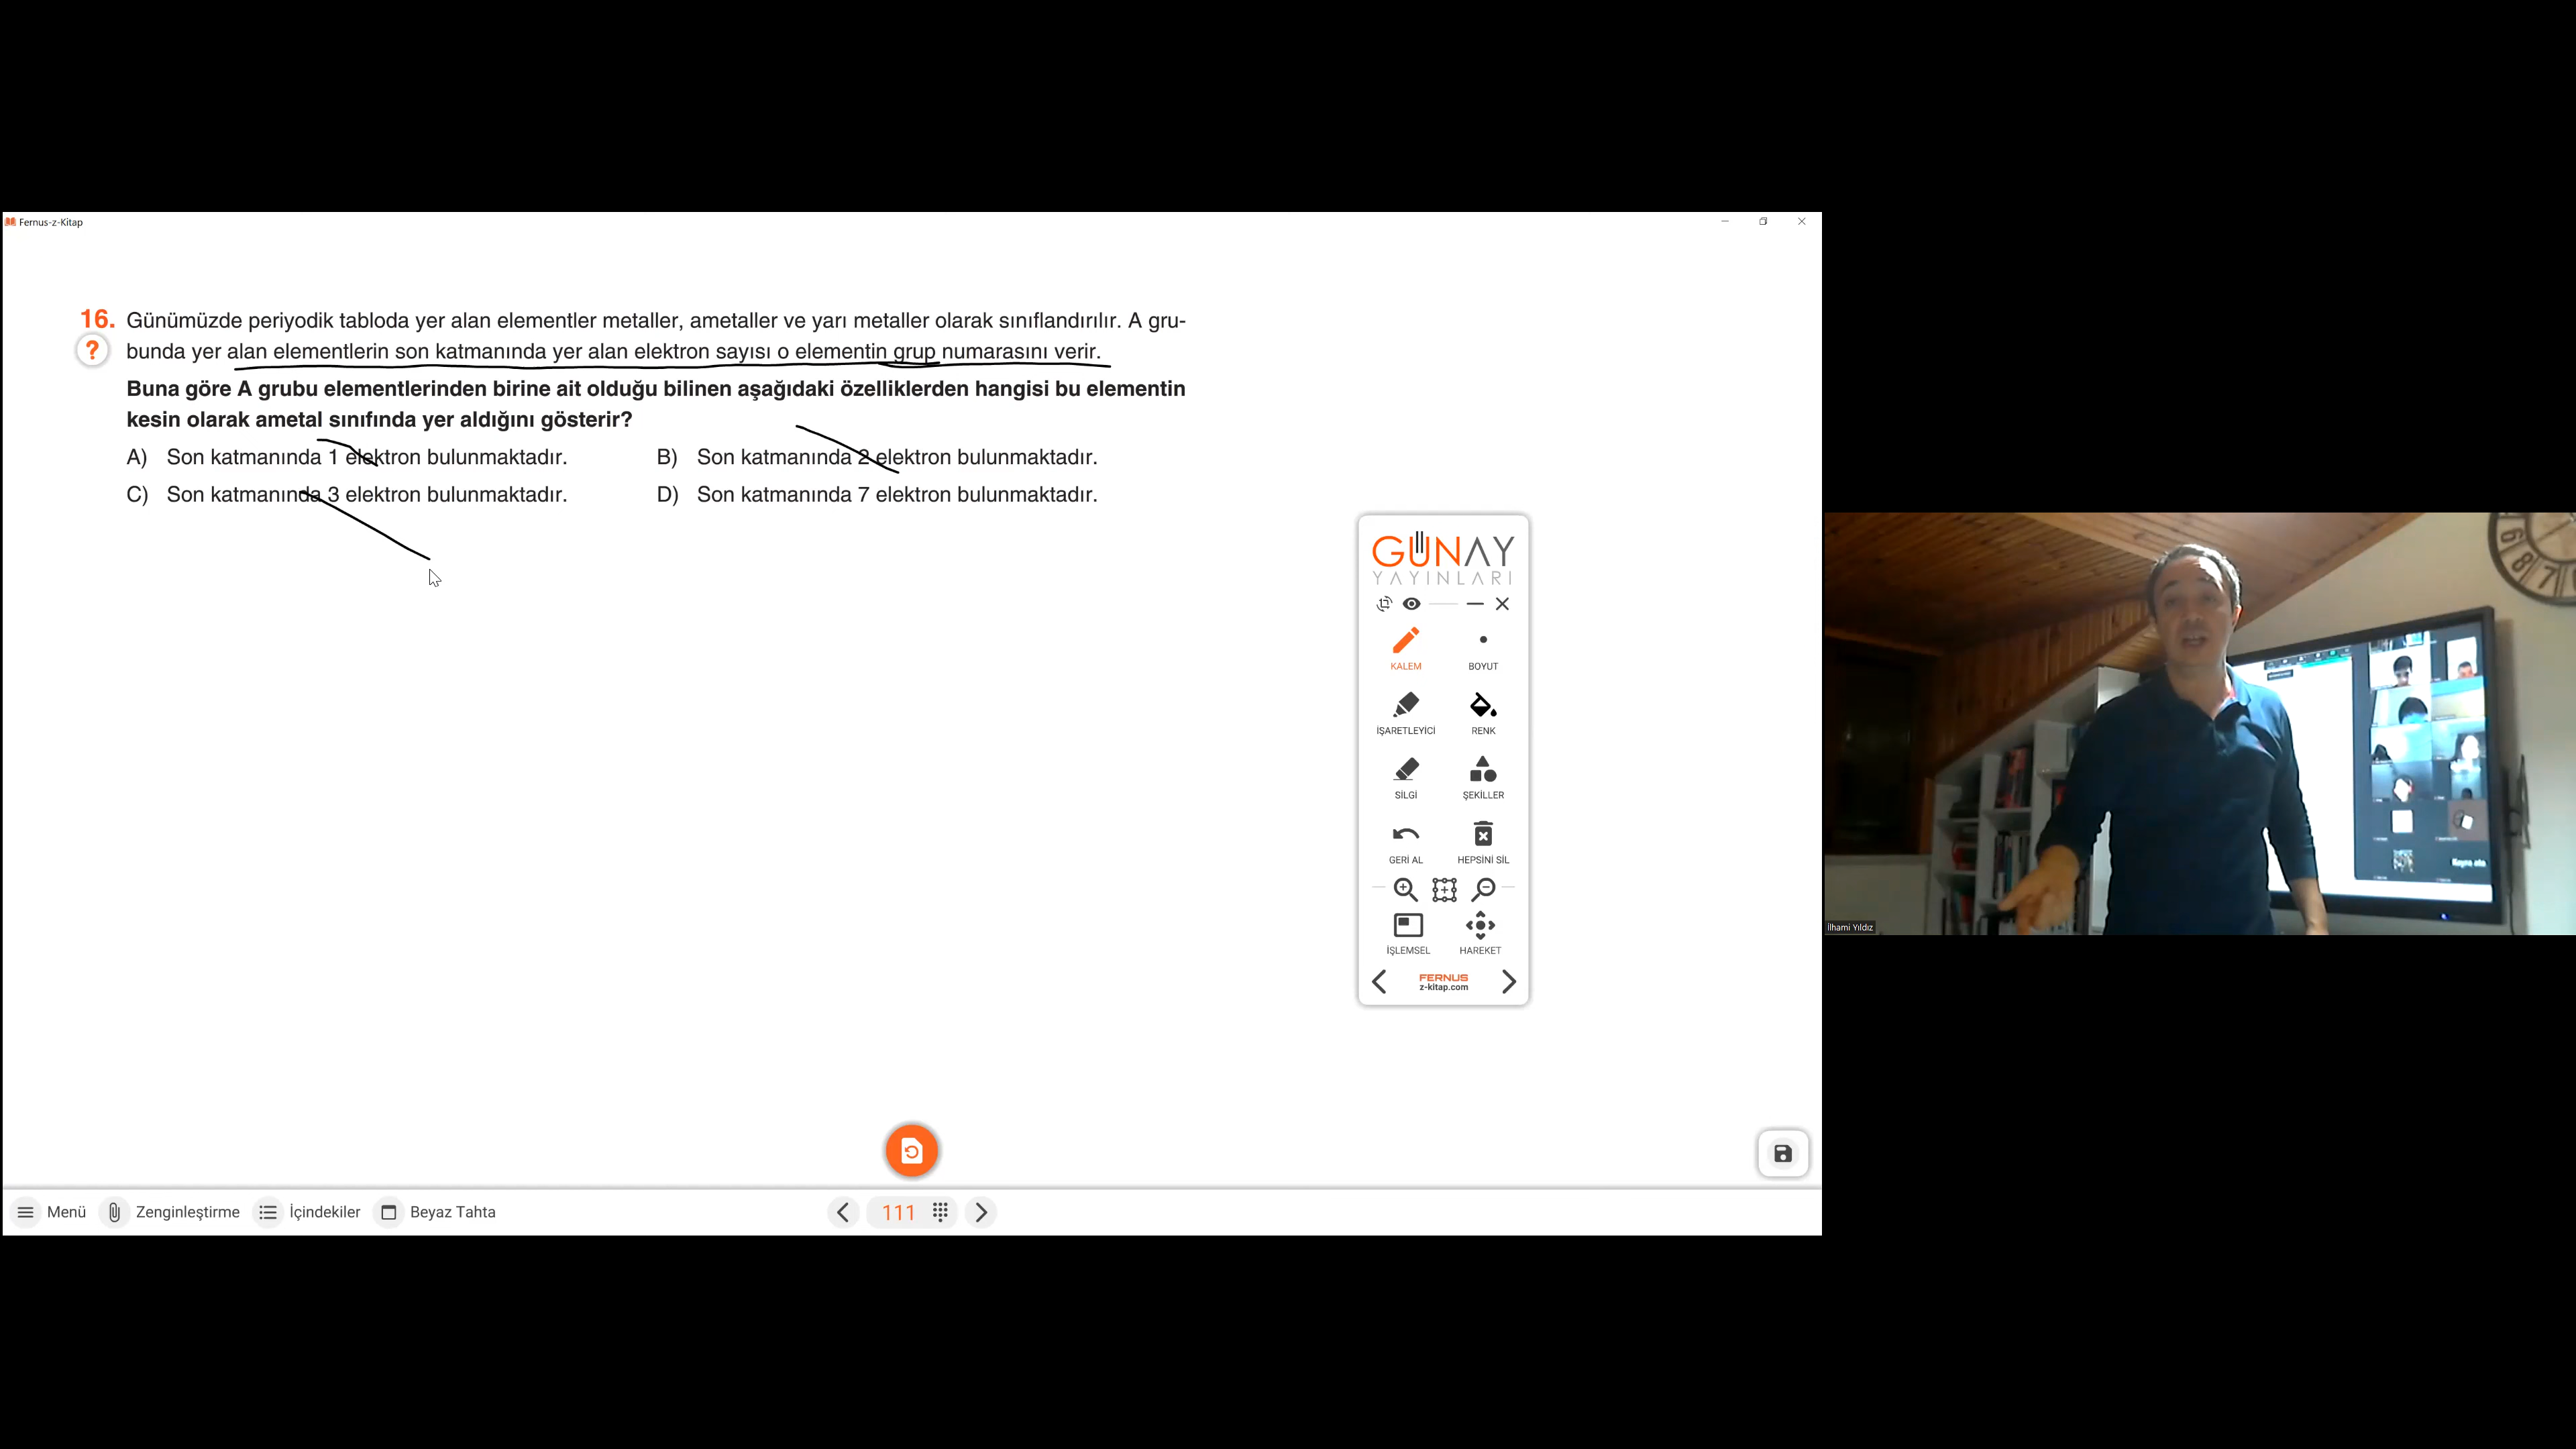 Fernus-z-Kitap
16. Günümüzde periyodik tabloda yer alan elementler metaller, ametaller ve yarı metaller olarak sınıflandırılır. A gru-
? bunda yer alan elementlerin son katmanında yer alan elektron sayısı o elementin grup numarasını verir.
Buna göre A grubu elementlerinden birine ait olduğu bilinen aşağıdaki özelliklerden hangisi bu elementin
kesin olarak ametal sınıfında yer aldığını gösterir?
A) Son katmanında 1 elektron bulunmaktadır. B) Son katmanında 2 elektron bulunmaktadır.
C) Son katmanında 3 elektron bulunmaktadır. D) Son katmanında 7 elektron bulunmaktadır.
GÜNAY
YAYINLARI
KALEM BOYUT
İŞARETLEYİCİ RENK
SİLGİ ŞEKİLLER
GERİ AL HEPSİNİ SİL
İŞLEMSEL HAREKET
FERNUS
z-kitap.com
Menü Zenginleştirme İçindekiler Beyaz Tahta 111
İlhami Yıldız
6 8 7